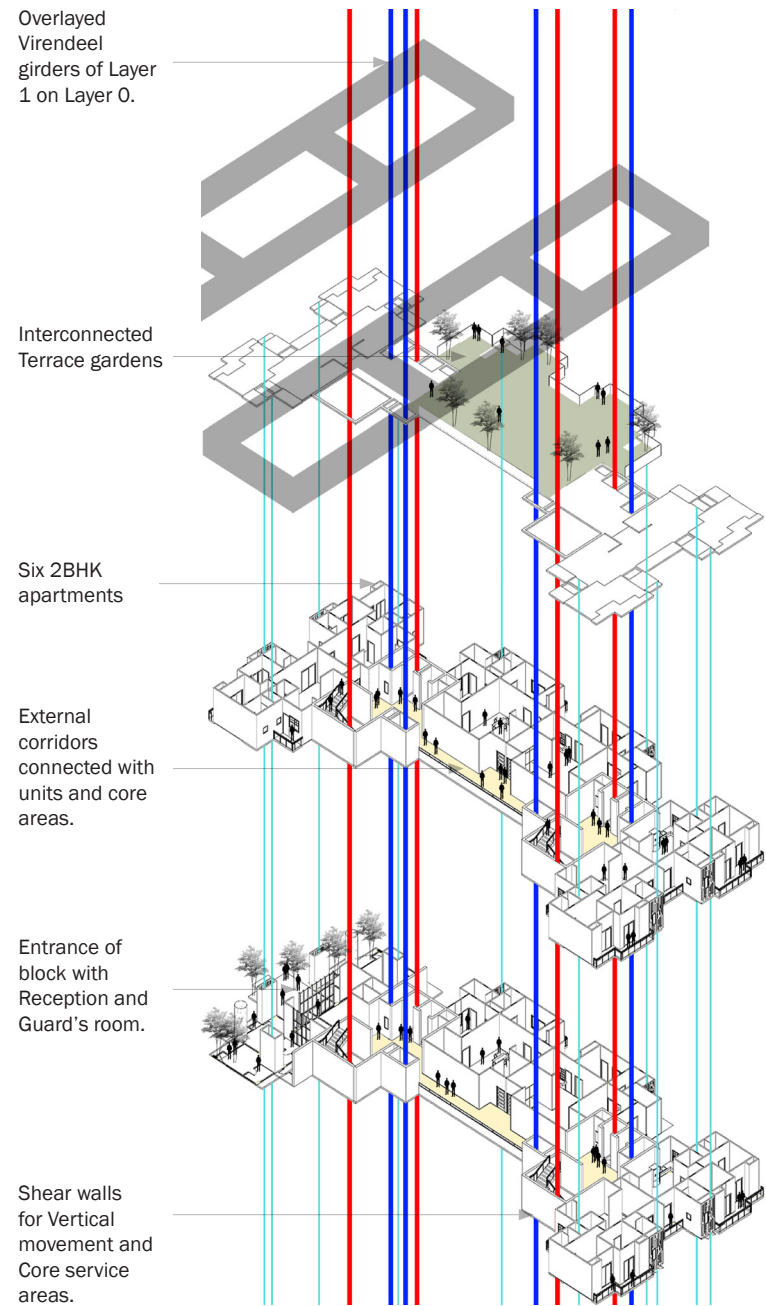 Overlayed
Virendeel
girders of Layer
1 on Layer 0.
Interconnected
Terrace gardens
Six 2BHK
apartments
External
corridors
connected with
units and core
areas.
Entrance of
block with
Reception and
Guard's room.
Shear walls
for Vertical
movement and
Core service
areas.